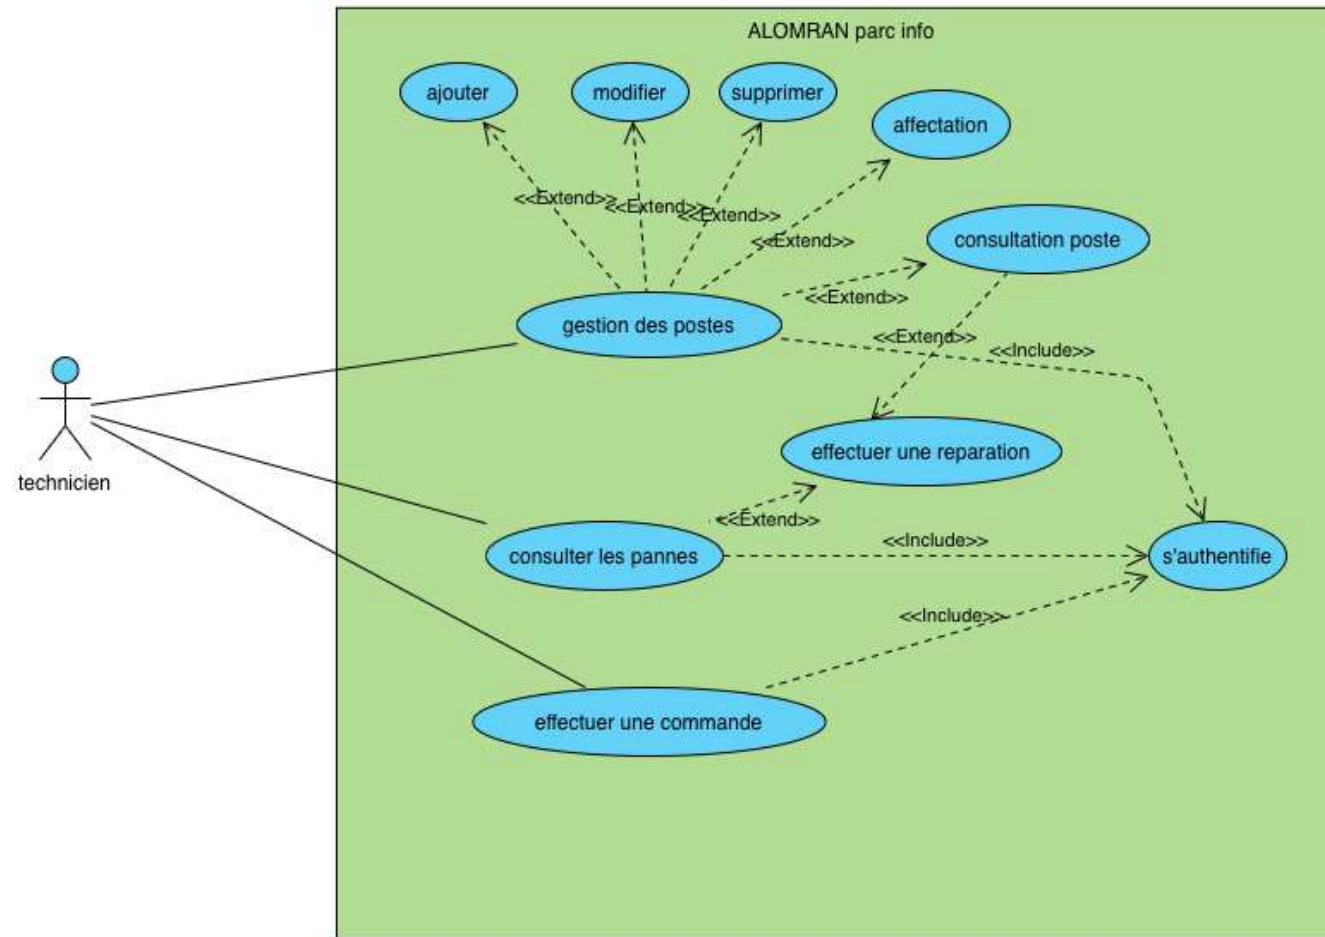 ALOMRAN parc info
ajouter
modifier
supprimer
affectation
<<Extend>>
<<Extend>>
<<Extend>>
<<Extend>>
consultation poste
<<Extend>>
gestion des postes
<<Extend>>
<<Include>>
technicien
effectuer une reparation
<<Extend>>
<<Include>>
consulter les pannes
s'authentifie
<<Include>>
effectuer une commande